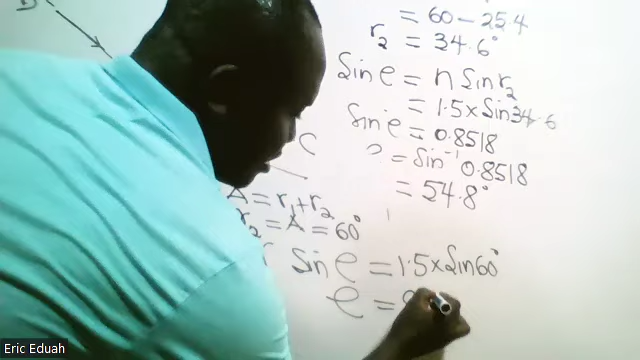 D
= 60 - 25.4
r₂ = 34.6°
Sin e = n Sin r₂
= 1.5 x Sin 34.6
Sin e = 0.8518
= Sin⁻¹ 0.8518
= 54.8°
C
A = r₁ + r₂
r₂ = A = 60°
Sin e = 1.5 x Sin 60°
e =
Eric Eduah